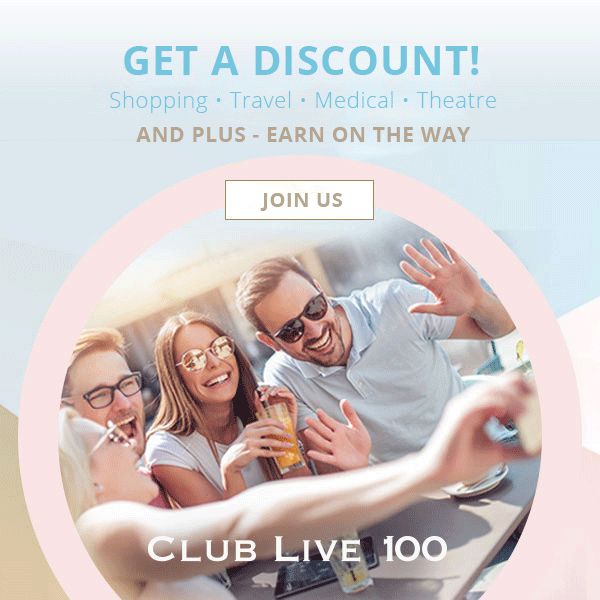 GET A DISCOUNT!
Shopping • Travel • Medical • Theatre
AND PLUS - EARN ON THE WAY
JOIN US
CLUB LIVE 100